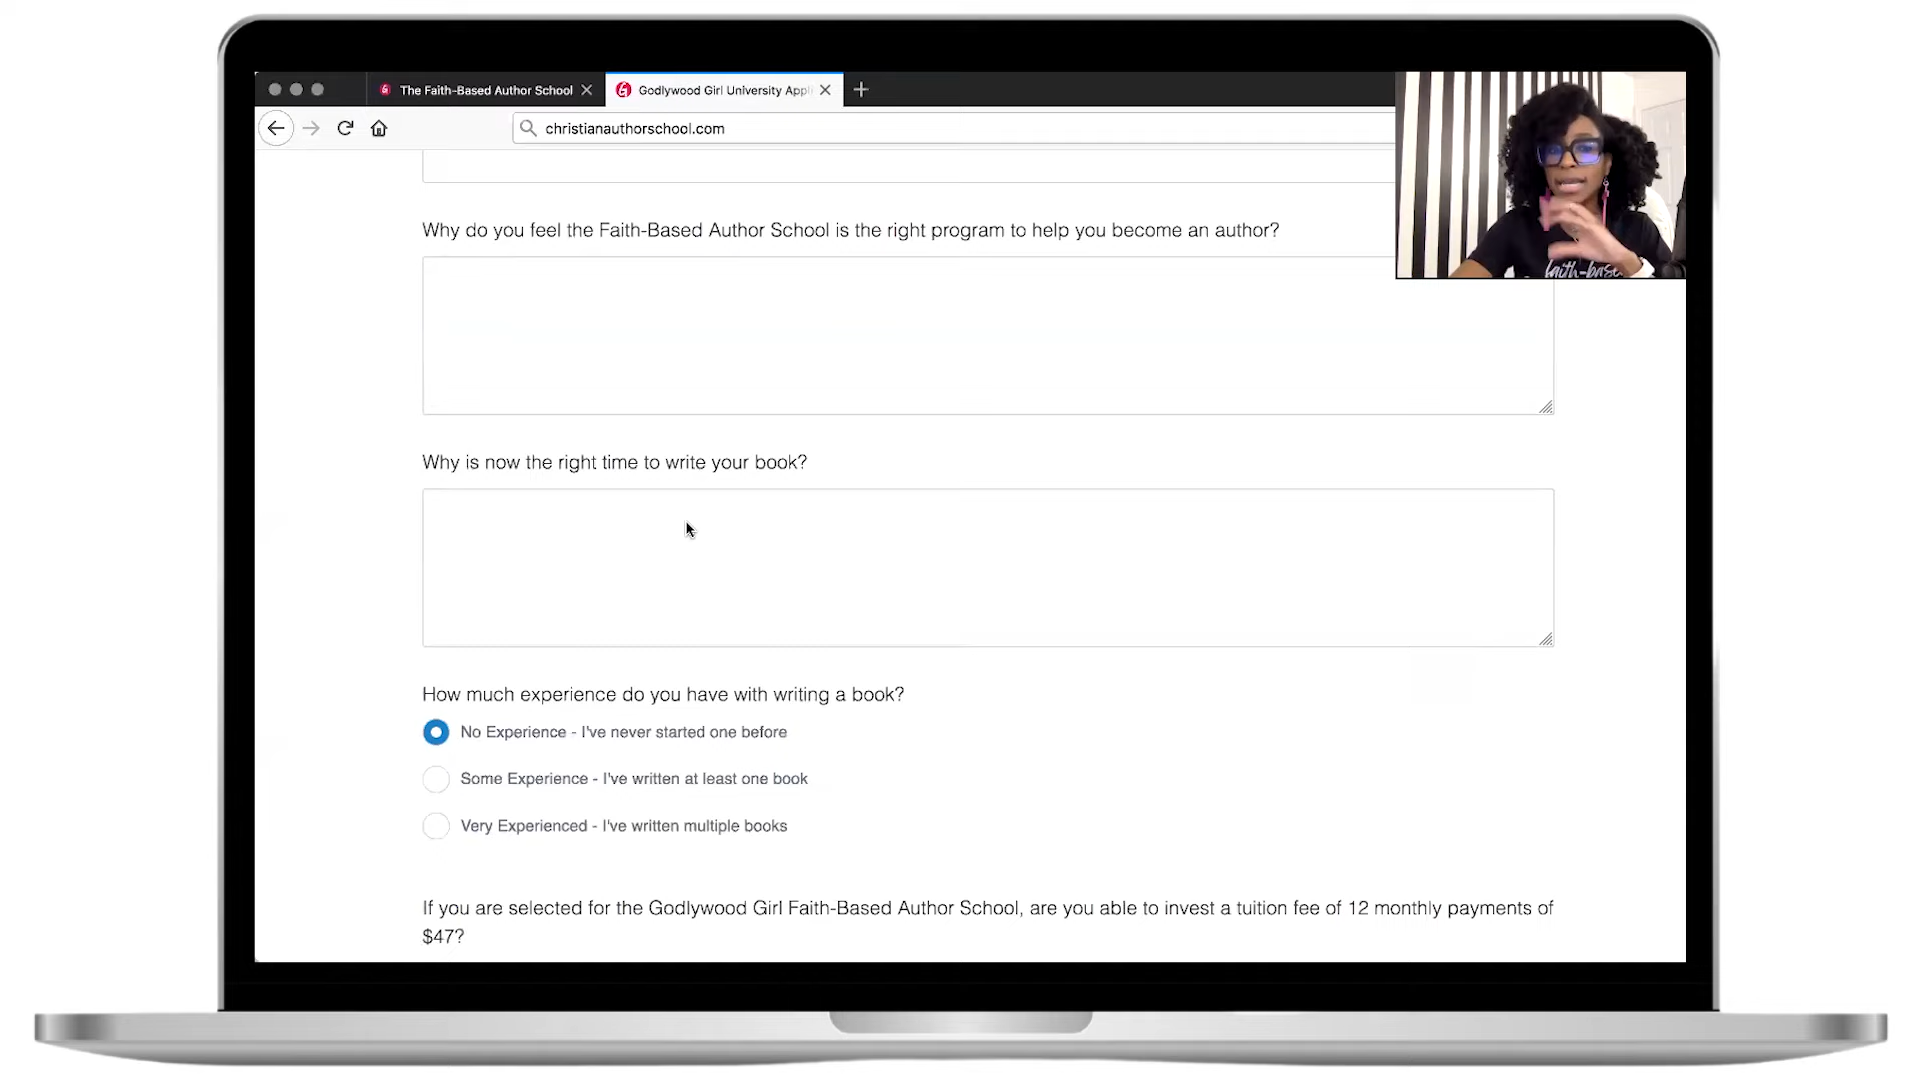 The Faith-Based Author School
Godlywood Girl University Appl
christianauthorschool.com
faith-base
Why do you feel the Faith-Based Author School is the right program to help you become an author?
Why is now the right time to write your book?
How much experience do you have with writing a book?
No Experience - I've never started one before
Some Experience - I've written at least one book
Very Experienced - I've written multiple books
If you are selected for the Godlywood Girl Faith-Based Author School, are you able to invest a tuition fee of 12 monthly payments of
$47?